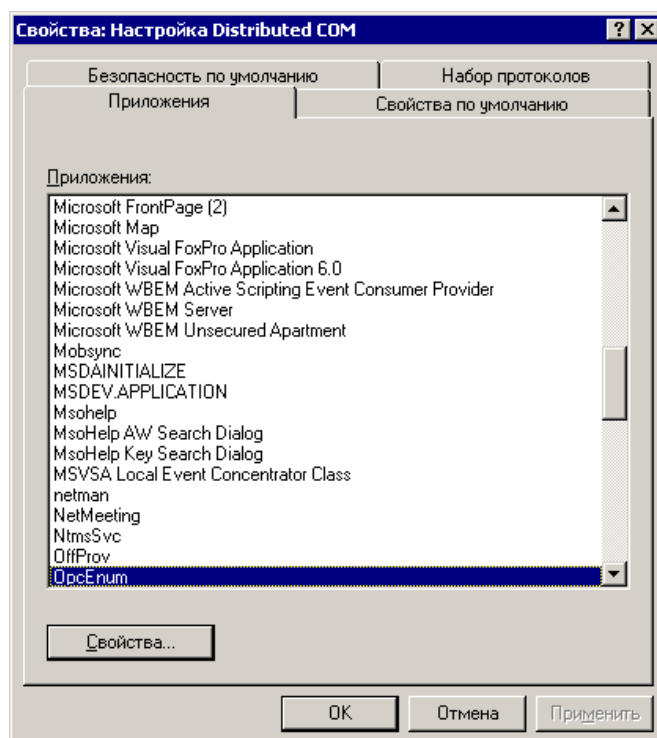 Свойства: Настройка Distributed COM
Безопасность по умолчанию
Набор протоколов
Приложения
Свойства по умолчанию
Приложения:
Microsoft FrontPage (2)
Microsoft Map
Microsoft Visual FoxPro Application
Microsoft Visual FoxPro Application 6.0
Microsoft WBEM Active Scripting Event Consumer Provider
Microsoft WBEM Server
Microsoft WBEM Unsecured Apartment
Mobsync
MSDAINITIALIZE
MSDEV.APPLICATION
Msohelp
MsoHelp AW Search Dialog
MsoHelp Key Search Dialog
MSVSA Local Event Concentrator Class
netman
NetMeeting
NtmsSvc
OffProv
OpcEnum
Свойства...
OK
Отмена
Применить